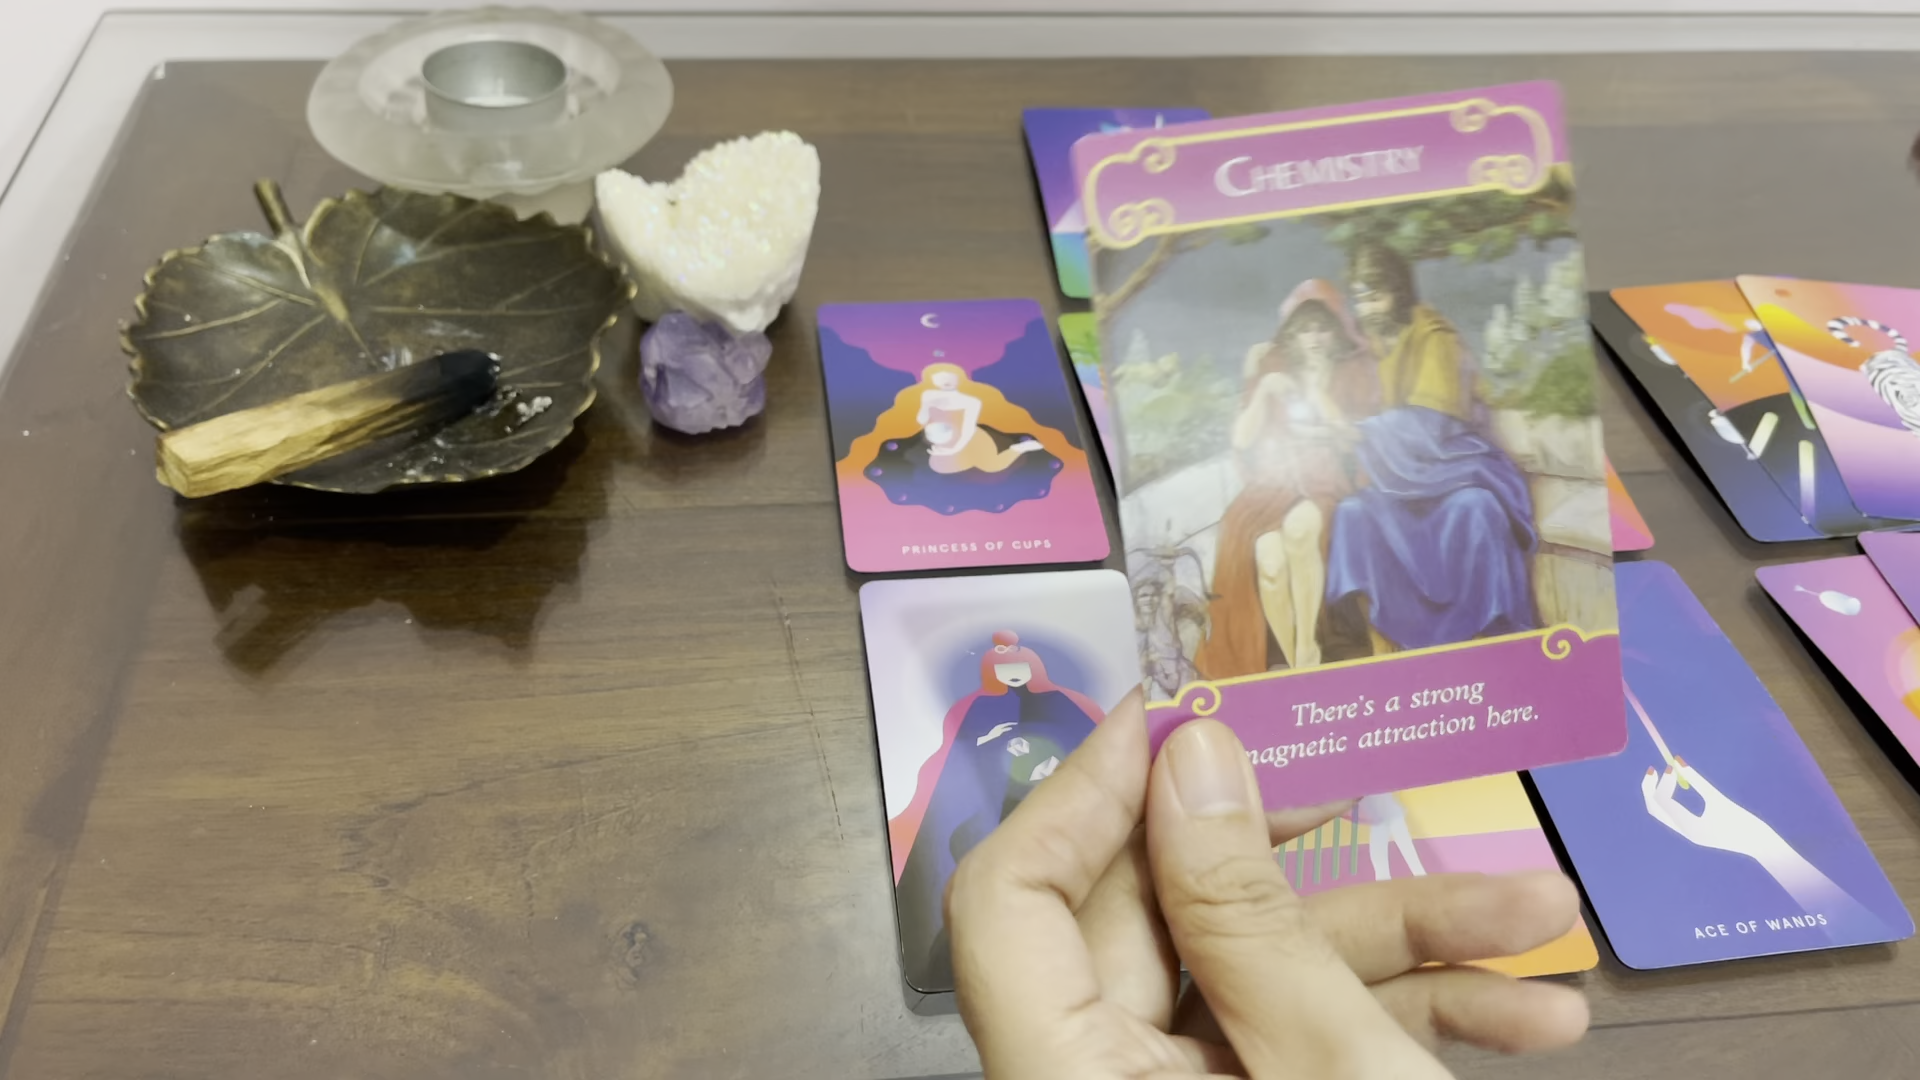 CHEMISTRY
There's a strong
magnetic attraction here.
PRINCESS OF CUPS
ACE OF WANDS